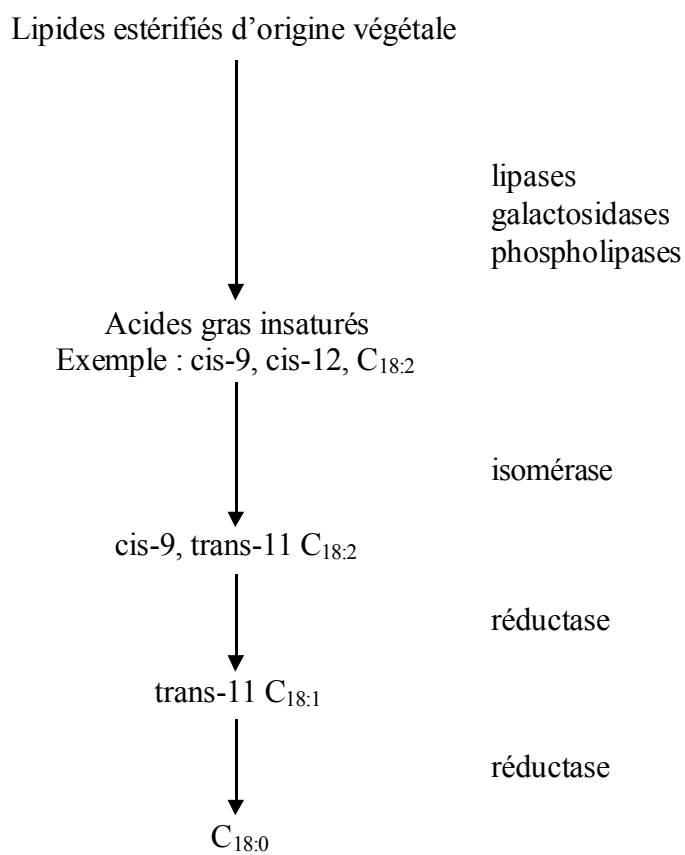 Lipides estérifiés d’origine végétale
lipases
galactosidases
phospholipases
Acides gras insaturés
Exemple : cis-9, cis-12, C18:2
isomérase
cis-9, trans-11 C18:2
réductase
trans-11 C18:1
réductase
C18:0